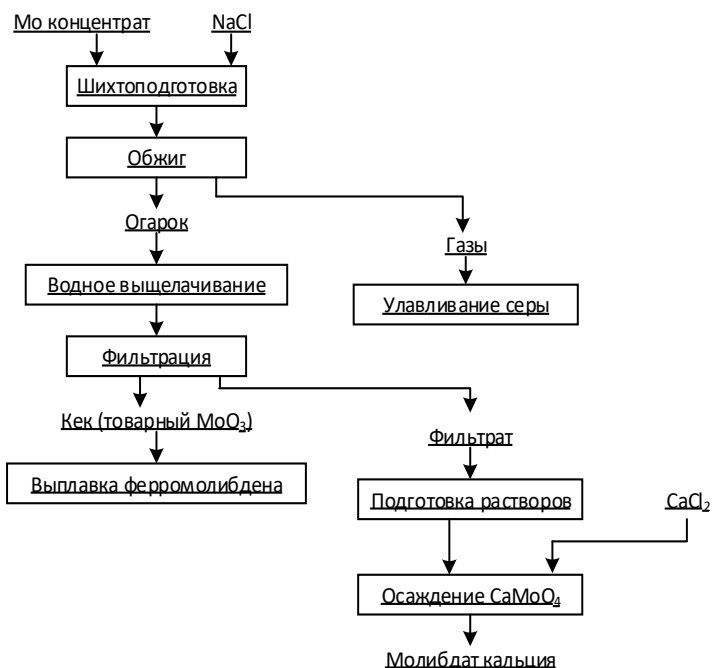 Мо концентрат
NaCl
Шихтоподготовка
Обжиг
Огарок
Газы
Водное выщелачивание
Улавливание серы
Фильтрация
Кек (товарный MoO₃)
Фильтрат
Выплавка ферромолибдена
Подготовка растворов
CaCl₂
Осаждение CaMoO₄
Молибдат кальция